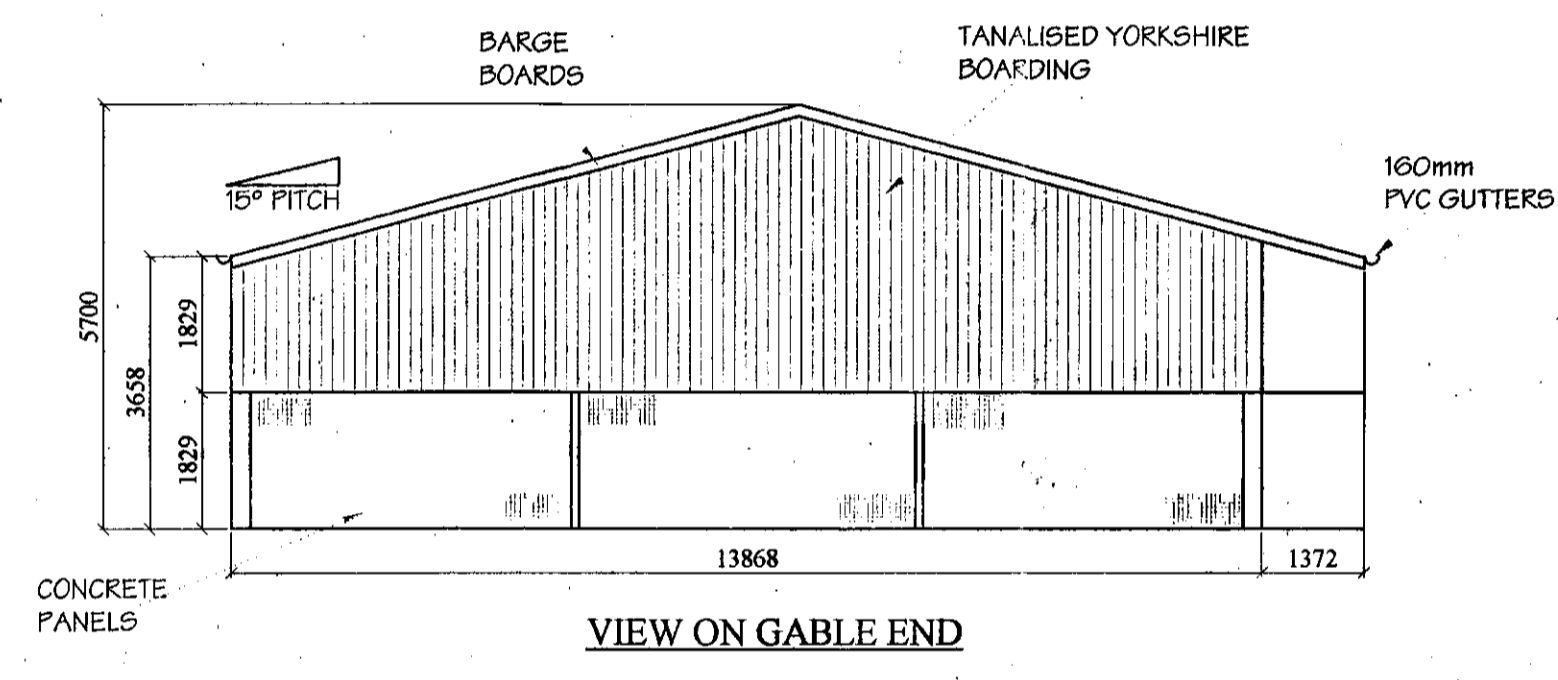 BARGE
BOARDS
TANALISED YORKSHIRE
BOARDING
160mm
PVC GUTTERS
15° PITCH
5700
3658
1829
1829
13868
1372
CONCRETE
PANELS
VIEW ON GABLE END